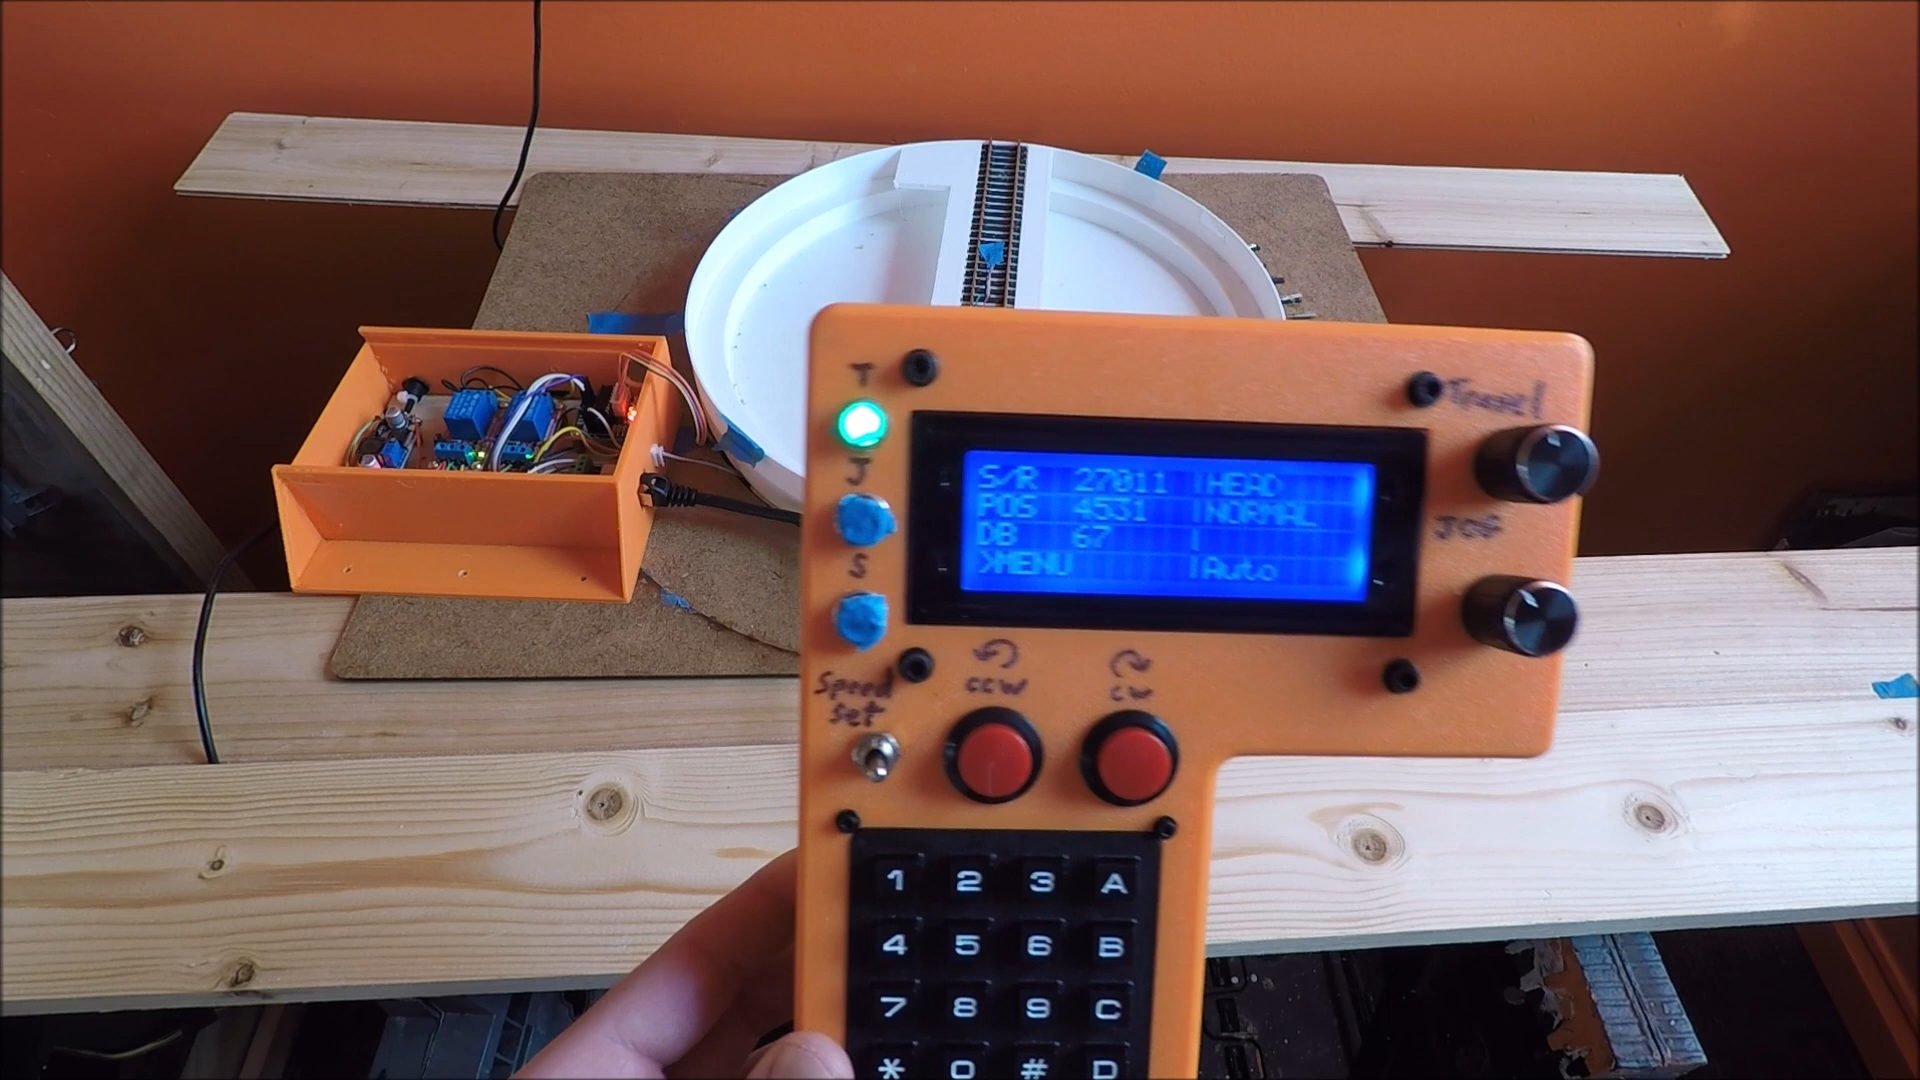 T
Travel
J
S/R 27011 |HEAD
POS 4531 |NORMAL
DB 67 |
>MENU |Auto
JOG
S
Speed
set
CCW
CW
1 2 3 A
4 5 6 B
7 8 9 C
* 0 # D